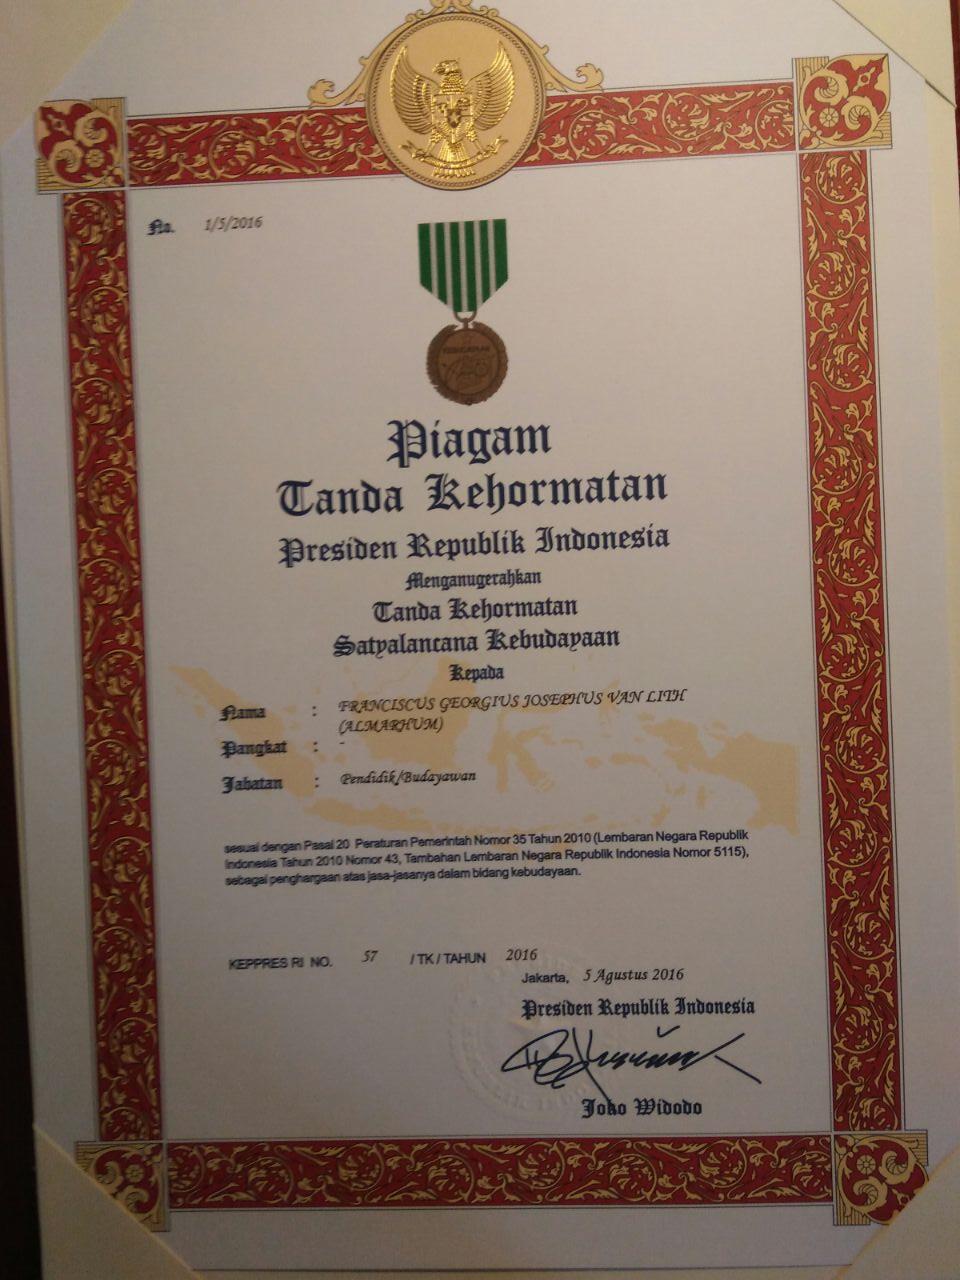 No. 1/5/2016
Piagam
Tanda Kehormatan
Presiden Republik Indonesia
Menganugerahkan
Tanda Kehormatan
Satyalancana Kebudayaan
Kepada
Nama : FRANCISCUS GEORGIUS JOSEPHUS VAN LITH
(ALMARHUM)
Pangkat : -
Jabatan : Pendidik/Budayawan
sesuai dengan Pasal 20 Peraturan Pemerintah Nomor 35 Tahun 2010 (Lembaran Negara Republik
Indonesia Tahun 2010 Nomor 43, Tambahan Lembaran Negara Republik Indonesia Nomor 5115),
sebagai penghargaan atas jasa-jasanya dalam bidang kebudayaan.
KEPPRES RI NO. 57 / TK / TAHUN 2016
Jakarta, 5 Agustus 2016
Presiden Republik Indonesia
Joko Widodo